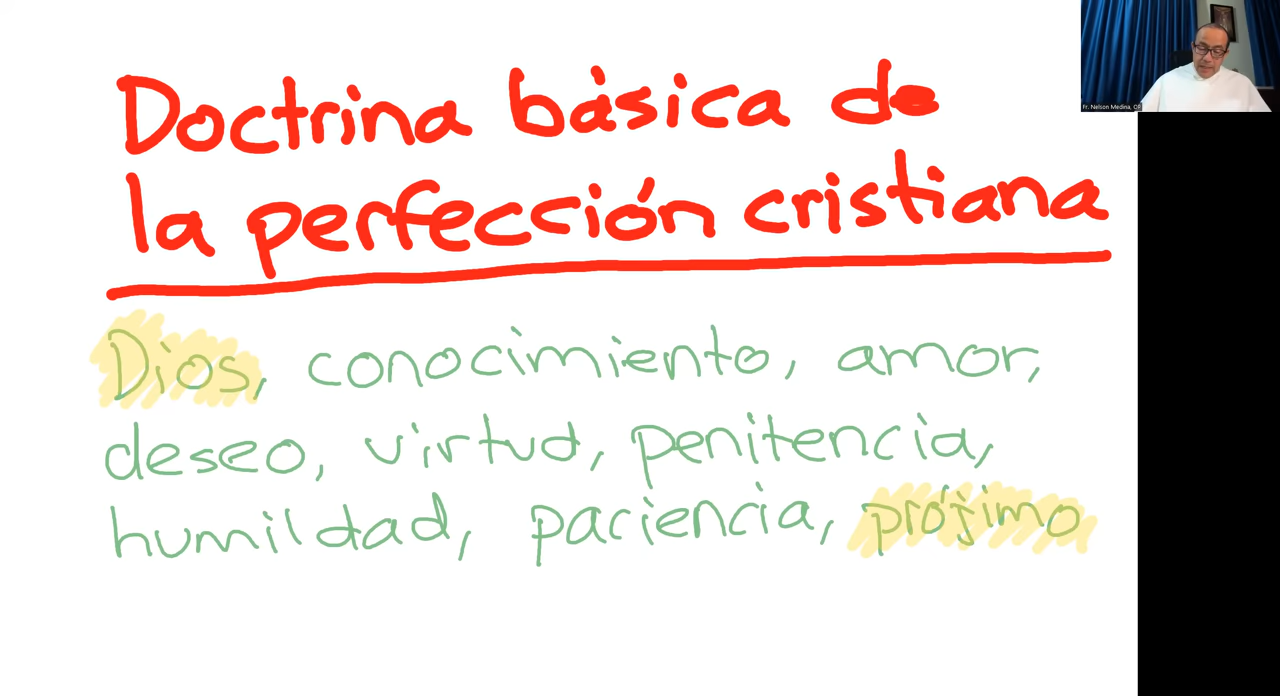 Doctrina básica de
la perfección cristiana
Dios, conocimiento, amor,
deseo, virtud, penitencia,
humildad, paciencia, prójimo
Fr. Nelson Medina, OP